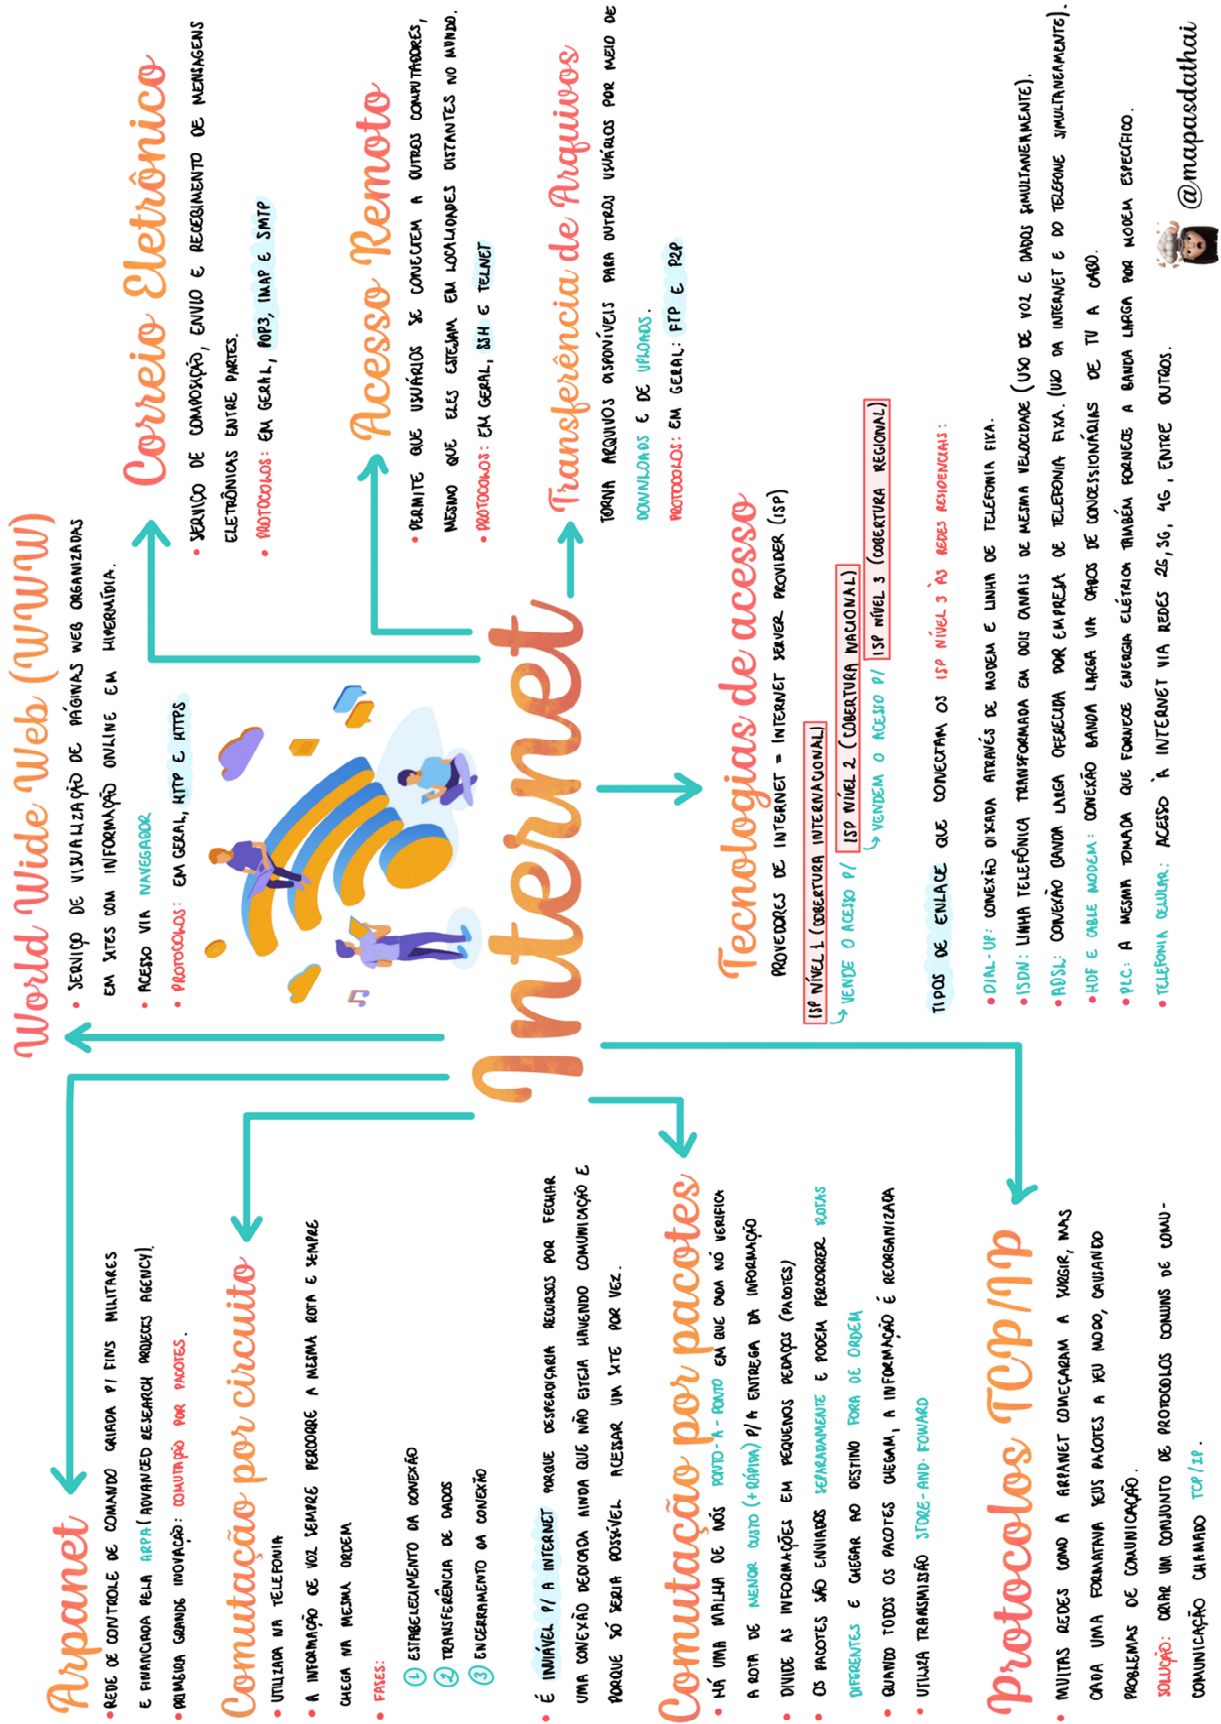 Arpanet
• REDE DE CONTROLE DE COMANDO CRIADA P/ FINS MILITARES
E FINANCIADA PELA ARPA (ADVANCED RESEARCH PROJECTS AGENCY)
• PRIMEIRA GRANDE INOVAÇÃO: COMUTAÇÃO POR PACOTES.
Comutação por circuito
• UTILIZADA NA TELEFONIA
• A INFORMAÇÃO DE VOZ SEMPRE PERCORRE A MESMA ROTA E SEMPRE
CHEGA NA MESMA ORDEM
• FASES:
1 ESTABELECIMENTO DA CONEXÃO
2 TRANSFERÊNCIA DE DADOS
3 ENCERRAMENTO DA CONEXÃO
• É INVIÁVEL P/ A INTERNET PORQUE DESPERDIÇARIA RECURSOS POR FECHAR
UMA CONEXÃO DEDICADA AINDA QUE NÃO ESTEJA HAVENDO COMUNICAÇÃO E
PORQUE SÓ SERIA POSSÍVEL ACESSAR UM SITE POR VEZ.
Comutação por pacotes
• HÁ UMA MALHA DE NÓS PONTO-A-PONTO EM QUE CADA NÓ VERIFICA
A ROTA DE MENOR CUSTO (+ RÁPIDA) P/ A ENTREGA DA INFORMAÇÃO
• DIVIDE AS INFORMAÇÕES EM PEQUENOS PEDAÇOS (PACOTES)
• OS PACOTES SÃO ENVIADOS SEPARADAMENTE E PODEM PERCORRER ROTAS
DIFERENTES E CHEGAR AO DESTINO FORA DE ORDEM
• QUANDO TODOS OS PACOTES CHEGAM, A INFORMAÇÃO É REORGANIZADA
• UTILIZA TRANSMISSÃO STORE-AND-FOWARD
Protocolos TCP/IP
• MUITAS REDES COMO A ARPANET COMEÇARAM A SURGIR, MAS
CADA UMA FORMATAVA SEUS PACOTES A SEU MODO, CAUSANDO
PROBLEMAS DE COMUNICAÇÃO.
SOLUÇÃO: CRIAR UM CONJUNTO DE PROTOCOLOS COMUNS DE COMU-
COMUNICAÇÃO CHAMADO TCP/IP.
Internet
World Wide Web (WWW)
• SERVIÇO DE VISUALIZAÇÃO DE PÁGINAS WEB ORGANIZADAS
EM SITES COM INFORMAÇÃO ONLINE EM HIPERMÍDIA.
• ACESSO VIA NAVEGADOR
• PROTOCOLOS: EM GERAL, HTTP E HTTPS
Correio Eletrônico
• SERVIÇO DE COMPOSIÇÃO, ENVIO E RECEBIMENTO DE MENSAGENS
ELETRÔNICAS ENTRE PARTES.
• PROTOCOLOS: EM GERAL, POP3, IMAP E SMTP
Acesso Remoto
• PERMITE QUE USUÁRIOS SE CONECTEM A OUTROS COMPUTADORES,
MESMO QUE ELES ESTEJAM EM LOCALIDADES DISTANTES NO MUNDO.
• PROTOCOLOS: EM GERAL, SSH E TELNET
Transferência de Arquivos
TORNA ARQUIVOS DISPONÍVEIS PARA OUTROS USUÁRIOS POR MEIO DE
DOWNLOADS E DE UPLOADS.
PROTOCOLOS: EM GERAL: FTP E P2P
Tecnologias de acesso
PROVEDORES DE INTERNET = INTERNET SERVER PROVIDER (ISP)
ISP NÍVEL 1 (COBERTURA INTERNACIONAL)
VENDE O ACESSO P/ ISP NÍVEL 2 (COBERTURA NACIONAL)
VENDEM O ACESSO P/ ISP NÍVEL 3 (COBERTURA REGIONAL)
TIPOS DE ENLACE QUE CONECTAM OS ISP NÍVEL 3 ÀS REDES RESIDENCIAIS:
• DIAL-UP: CONEXÃO DISCADA ATRAVÉS DE MODEM E LINHA DE TELEFONIA FIXA.
• ISDN: LINHA TELEFÔNICA TRANSFORMADA EM DOIS CANAIS DE MESMA VELOCIDADE (USO DE VOZ E DADOS SIMULTANEAMENTE).
• ADSL: CONEXÃO BANDA LARGA OFERECIDA POR EMPRESA DE TELEFONIA FIXA. (USO DA INTERNET E DO TELEFONE SIMULTANEAMENTE).
• HDF E CABLE MODEM: CONEXÃO BANDA LARGA VIA CABOS DE CONCESSIONÁRIAS DE TV A CABO.
• PLC: A MESMA TOMADA QUE FORNECE ENERGIA ELÉTRICA TAMBÉM FORNECE A BANDA LARGA POR MODEM ESPECÍFICO.
• TELEFONIA CELULAR: ACESSO À INTERNET VIA REDES 2G, 3G, 4G, ENTRE OUTROS.
@mapasdathai